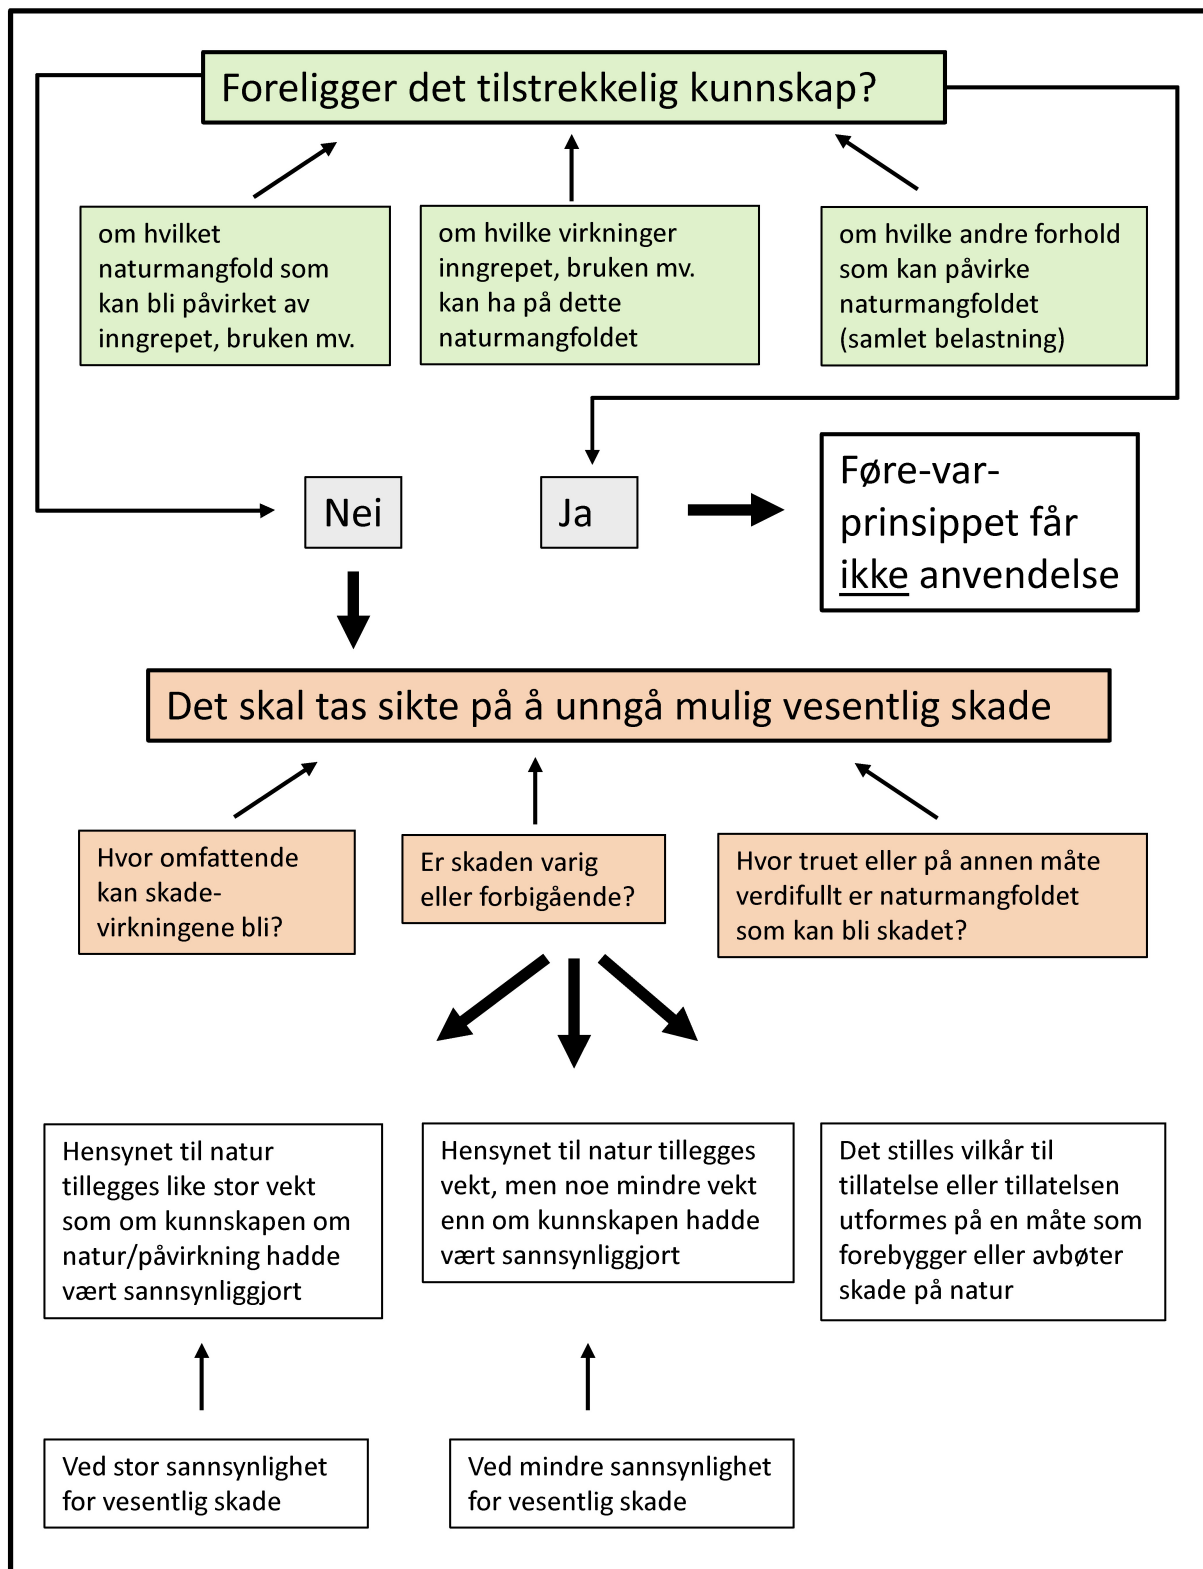 Foreligger det tilstrekkelig kunnskap?
om hvilket
naturmangfold som
kan bli påvirket av
inngrepet, bruken mv.
om hvilke virkninger
inngrepet, bruken mv.
kan ha på dette
naturmangfoldet
om hvilke andre forhold
som kan påvirke
naturmangfoldet
(samlet belastning)
Nei
Ja
Føre-var-
prinsippet får
ikke anvendelse
Det skal tas sikte på å unngå mulig vesentlig skade
Hvor omfattende
kan skade-
virkningene bli?
Er skaden varig
eller forbigående?
Hvor truet eller på annen måte
verdifullt er naturmangfoldet
som kan bli skadet?
Hensynet til natur
tillegges like stor vekt
som om kunnskapen om
natur/påvirkning hadde
vært sannsynliggjort
Hensynet til natur tillegges
vekt, men noe mindre vekt
enn om kunnskapen hadde
vært sannsynliggjort
Det stilles vilkår til
tillatelse eller tillatelsen
utformes på en måte som
forebygger eller avbøter
skade på natur
Ved stor sannsynlighet
for vesentlig skade
Ved mindre sannsynlighet
for vesentlig skade